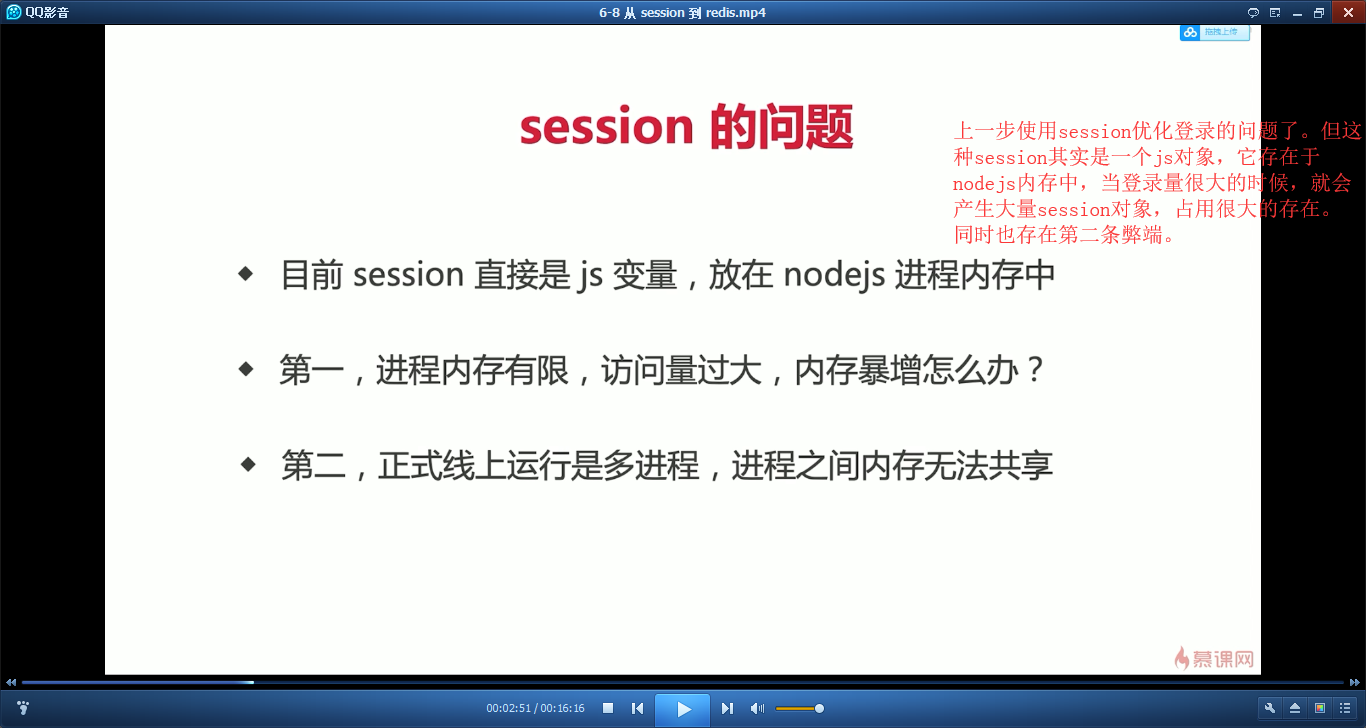 QQ影音
6-8 从 session 到 redis.mp4
拖拽上传
session 的问题
上一步使用session优化登录的问题了。但这
种session其实是一个js对象，它存在于
nodejs内存中，当登录量很大的时候，就会
产生大量session对象，占用很大的存在。
同时也存在第二条弊端。
◆ 目前 session 直接是 js 变量，放在 nodejs 进程内存中
◆ 第一，进程内存有限，访问量过大，内存暴增怎么办？
◆ 第二，正式线上运行是多进程，进程之间内存无法共享
慕课网
00:02:51 / 00:16:16